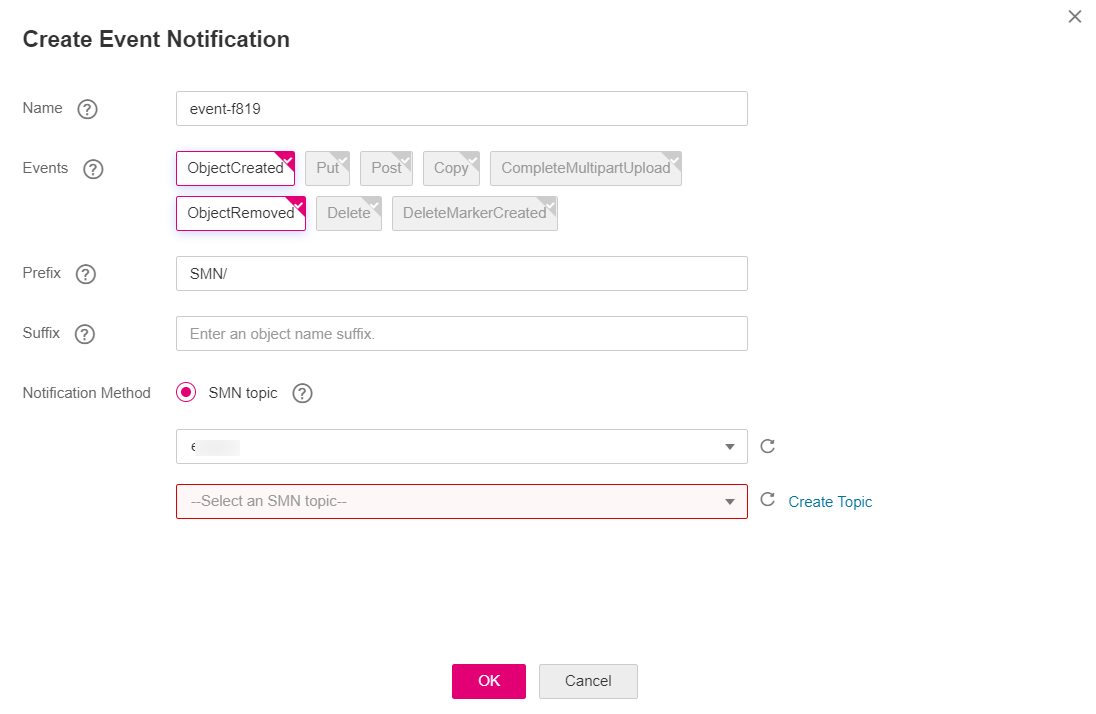 Create Event Notification
Name ? event-f819
Events ? ObjectCreated Put Post Copy CompleteMultipartUpload
ObjectRemoved Delete DeleteMarkerCreated
Prefix ? SMN/
Suffix ? Enter an object name suffix.
Notification Method SMN topic ?
--Select an SMN topic-- Create Topic
OK Cancel